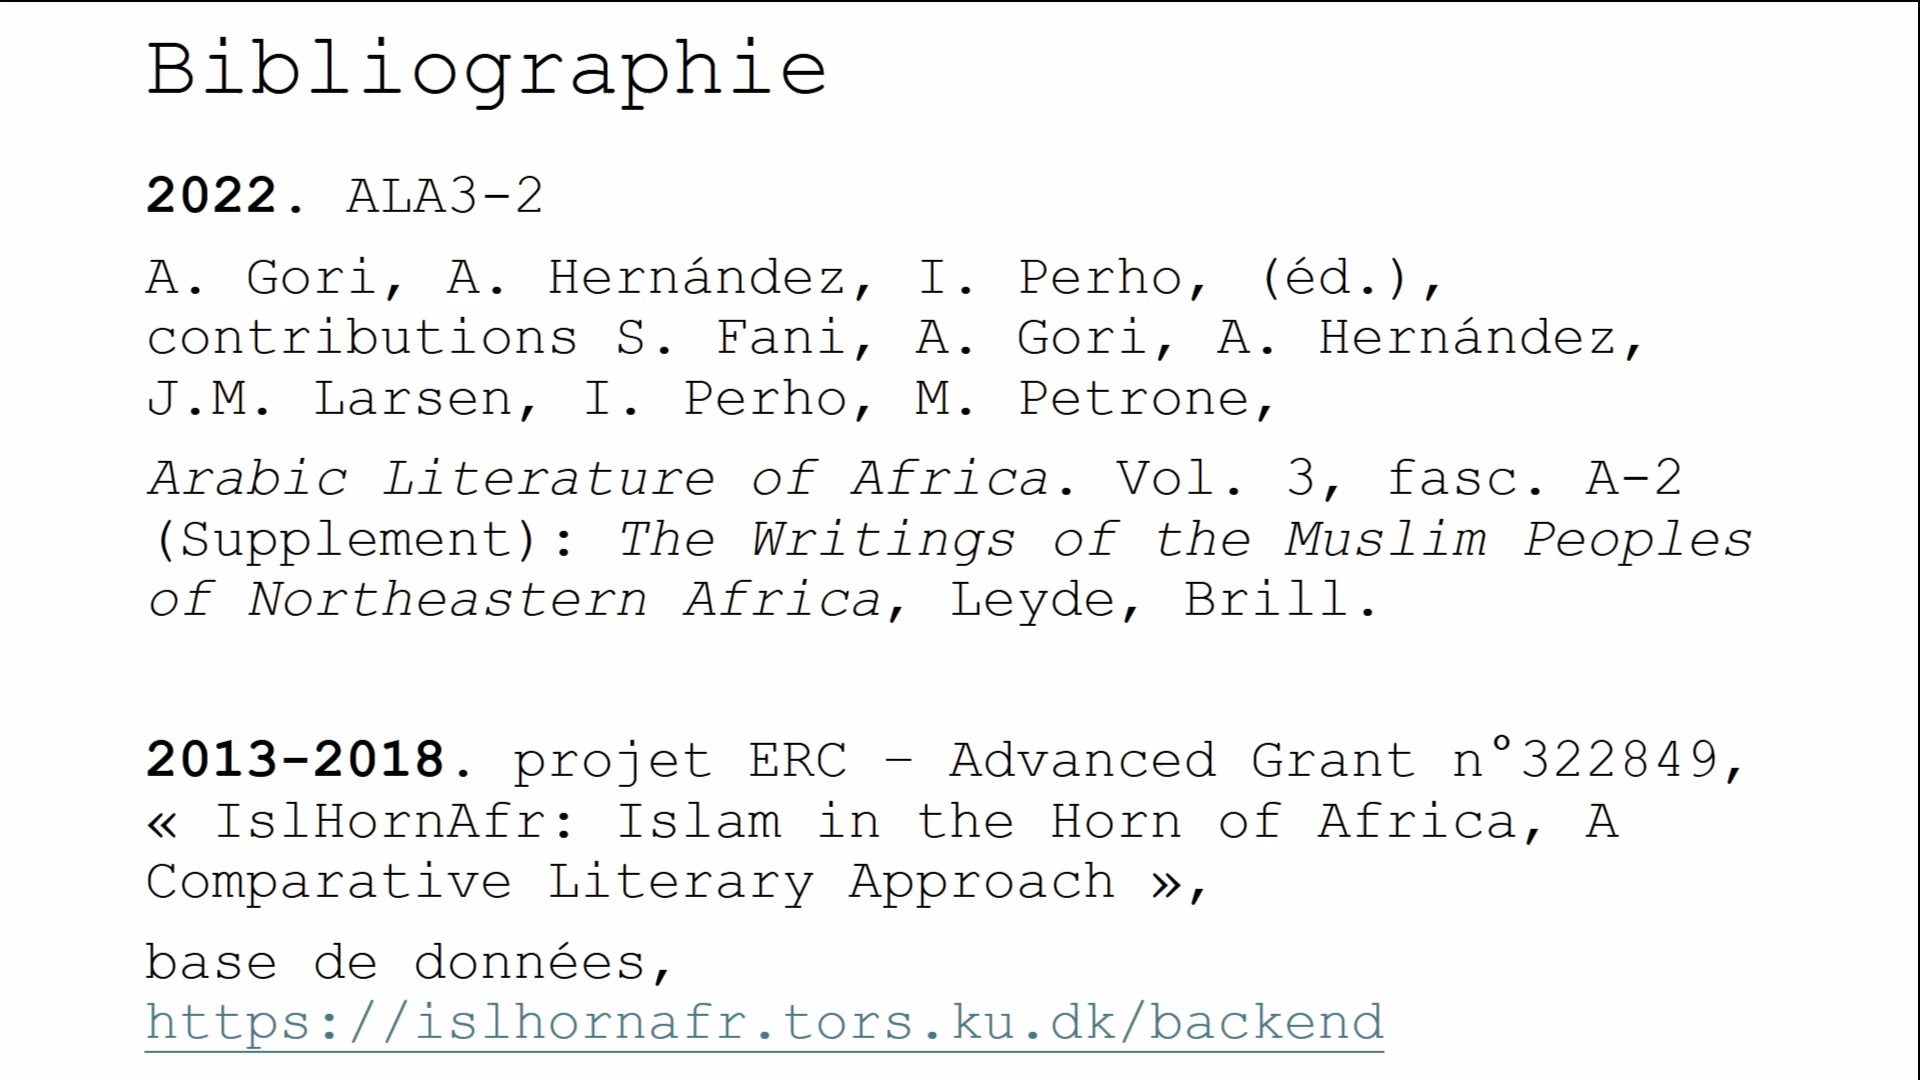 Bibliographie
2022. ALA3-2
A. Gori, A. Hernández, I. Perho, (éd.),
contributions S. Fani, A. Gori, A. Hernández,
J.M. Larsen, I. Perho, M. Petrone,
Arabic Literature of Africa. Vol. 3, fasc. A-2
(Supplement): The Writings of the Muslim Peoples
of Northeastern Africa, Leyde, Brill.
2013-2018. projet ERC – Advanced Grant n°322849,
« IslHornAfr: Islam in the Horn of Africa, A
Comparative Literary Approach »,
base de données,
https://islhornafr.tors.ku.dk/backend